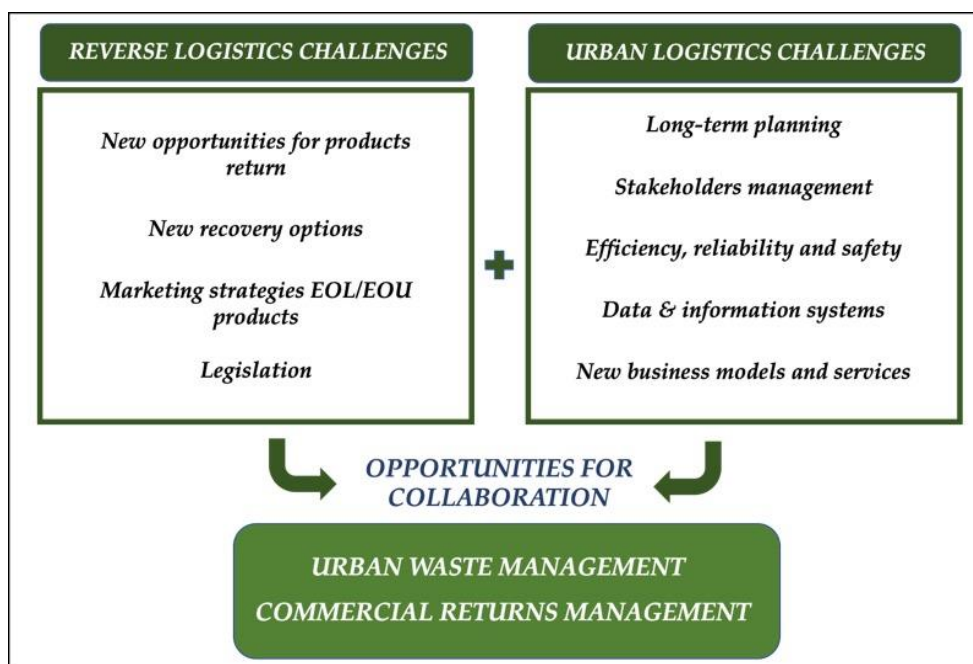 REVERSE LOGISTICS CHALLENGES
New opportunities for products
return
New recovery options
Marketing strategies EOL/EOU
products
Legislation
URBAN LOGISTICS CHALLENGES
Long-term planning
Stakeholders management
Efficiency, reliability and safety
Data & information systems
New business models and services
OPPORTUNITIES FOR
COLLABORATION
URBAN WASTE MANAGEMENT
COMMERCIAL RETURNS MANAGEMENT